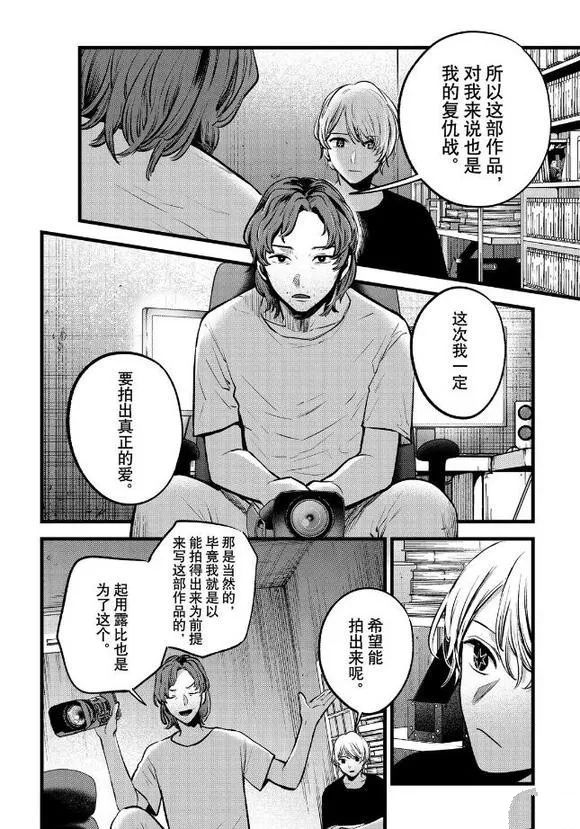 所以这部作品，
对我来说也是
我的复仇战。
这次我一定
要拍出真正的爱。
希望能
拍出来呢。
那是当然的，
毕竟我就是以
能拍得出来为前提
来写这部作品的，
起用露比也是
为了这个。